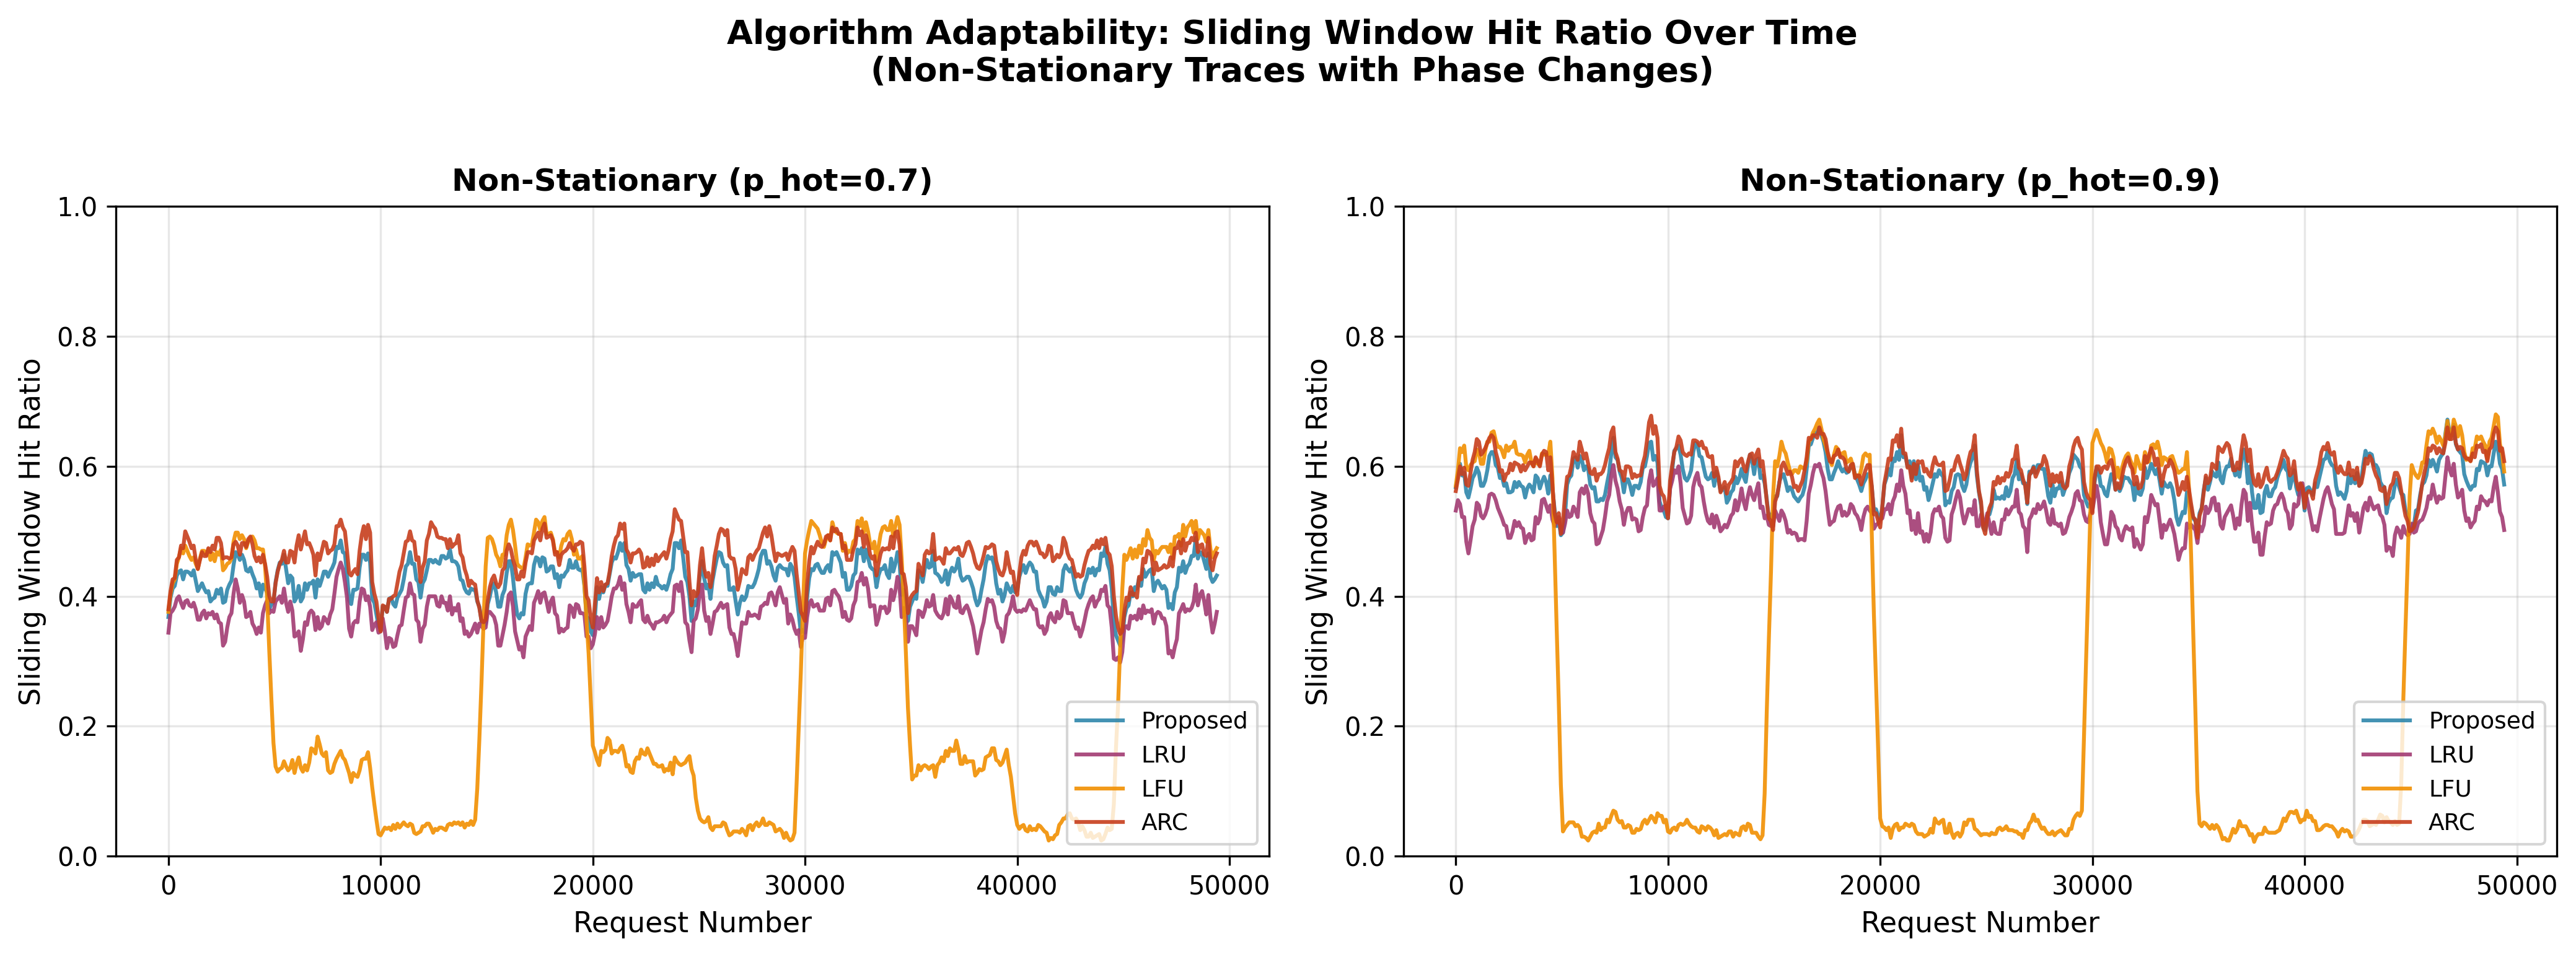 Algorithm Adaptability: Sliding Window Hit Ratio Over Time
(Non-Stationary Traces with Phase Changes)
Non-Stationary (p_hot=0.7)
1.0
0.8
0.6
0.4
0.2
0.0
Sliding Window Hit Ratio
0 10000 20000 30000 40000 50000
Request Number
Proposed
LRU
LFU
ARC
Non-Stationary (p_hot=0.9)
1.0
0.8
0.6
0.4
0.2
0.0
Sliding Window Hit Ratio
0 10000 20000 30000 40000 50000
Request Number
Proposed
LRU
LFU
ARC